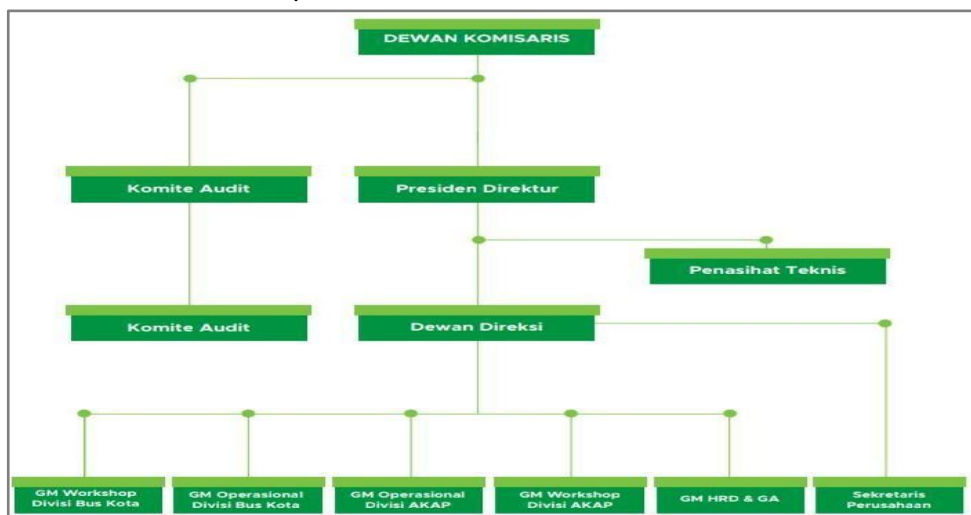 DEWAN KOMISARIS
Komite Audit
Presiden Direktur
Penasihat Teknis
Komite Audit
Dewan Direksi
GM Workshop
Divisi Bus Kota
GM Operasional
Divisi Bus Kota
GM Operasional
Divisi AKAP
GM Workshop
Divisi AKAP
GM HRD & GA
Sekretaris
Perusahaan